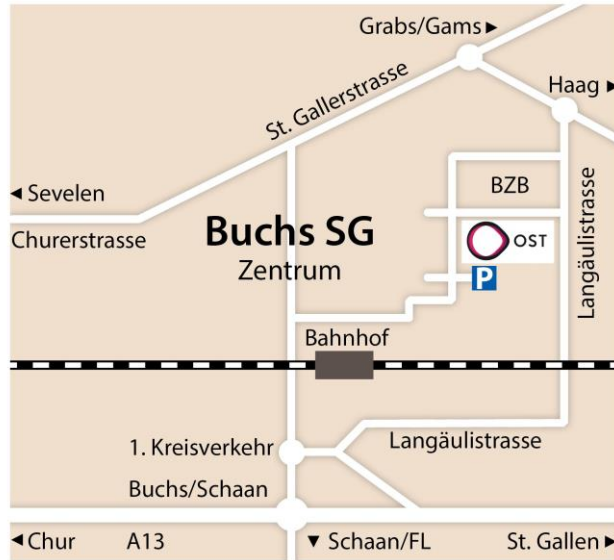 Grabs/Gams ►
Haag ►
St. Gallerstrasse
◄ Sevelen
Churerstrasse
BZB
Langäulistrasse
Buchs SG
Zentrum
OST
P
Bahnhof
1. Kreisverkehr
Langäulistrasse
Buchs/Schaan
◄ Chur
A13
▼ Schaan/FL
St. Gallen ►